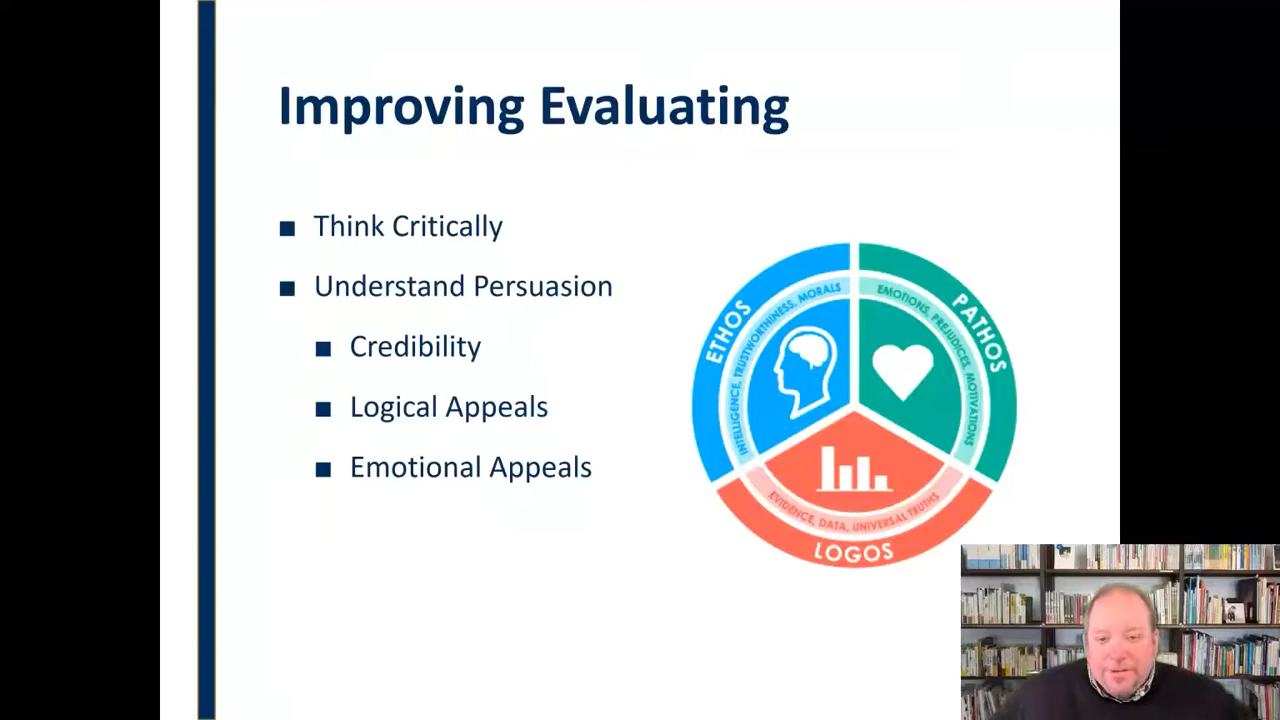 Improving Evaluating
Think Critically
Understand Persuasion
Credibility
Logical Appeals
Emotional Appeals
ETHOS
INTELLIGENCE, TRUSTWORTHINESS, MORALS
PATHOS
EMOTIONS, PREJUDICES, MOTIVATIONS
EVIDENCE, DATA, UNIVERSAL TRUTHS
LOGOS